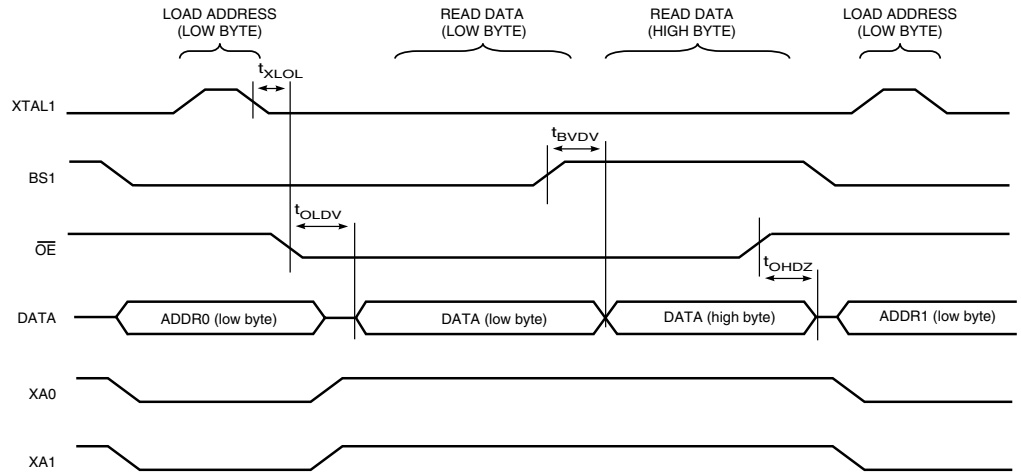 LOAD ADDRESS
(LOW BYTE)
READ DATA
(LOW BYTE)
READ DATA
(HIGH BYTE)
LOAD ADDRESS
(LOW BYTE)
tXLOL
XTAL1
tBVDV
BS1
tOLDV
OE
tOHDZ
DATA
ADDR0 (low byte)
DATA (low byte)
DATA (high byte)
ADDR1 (low byte)
XA0
XA1